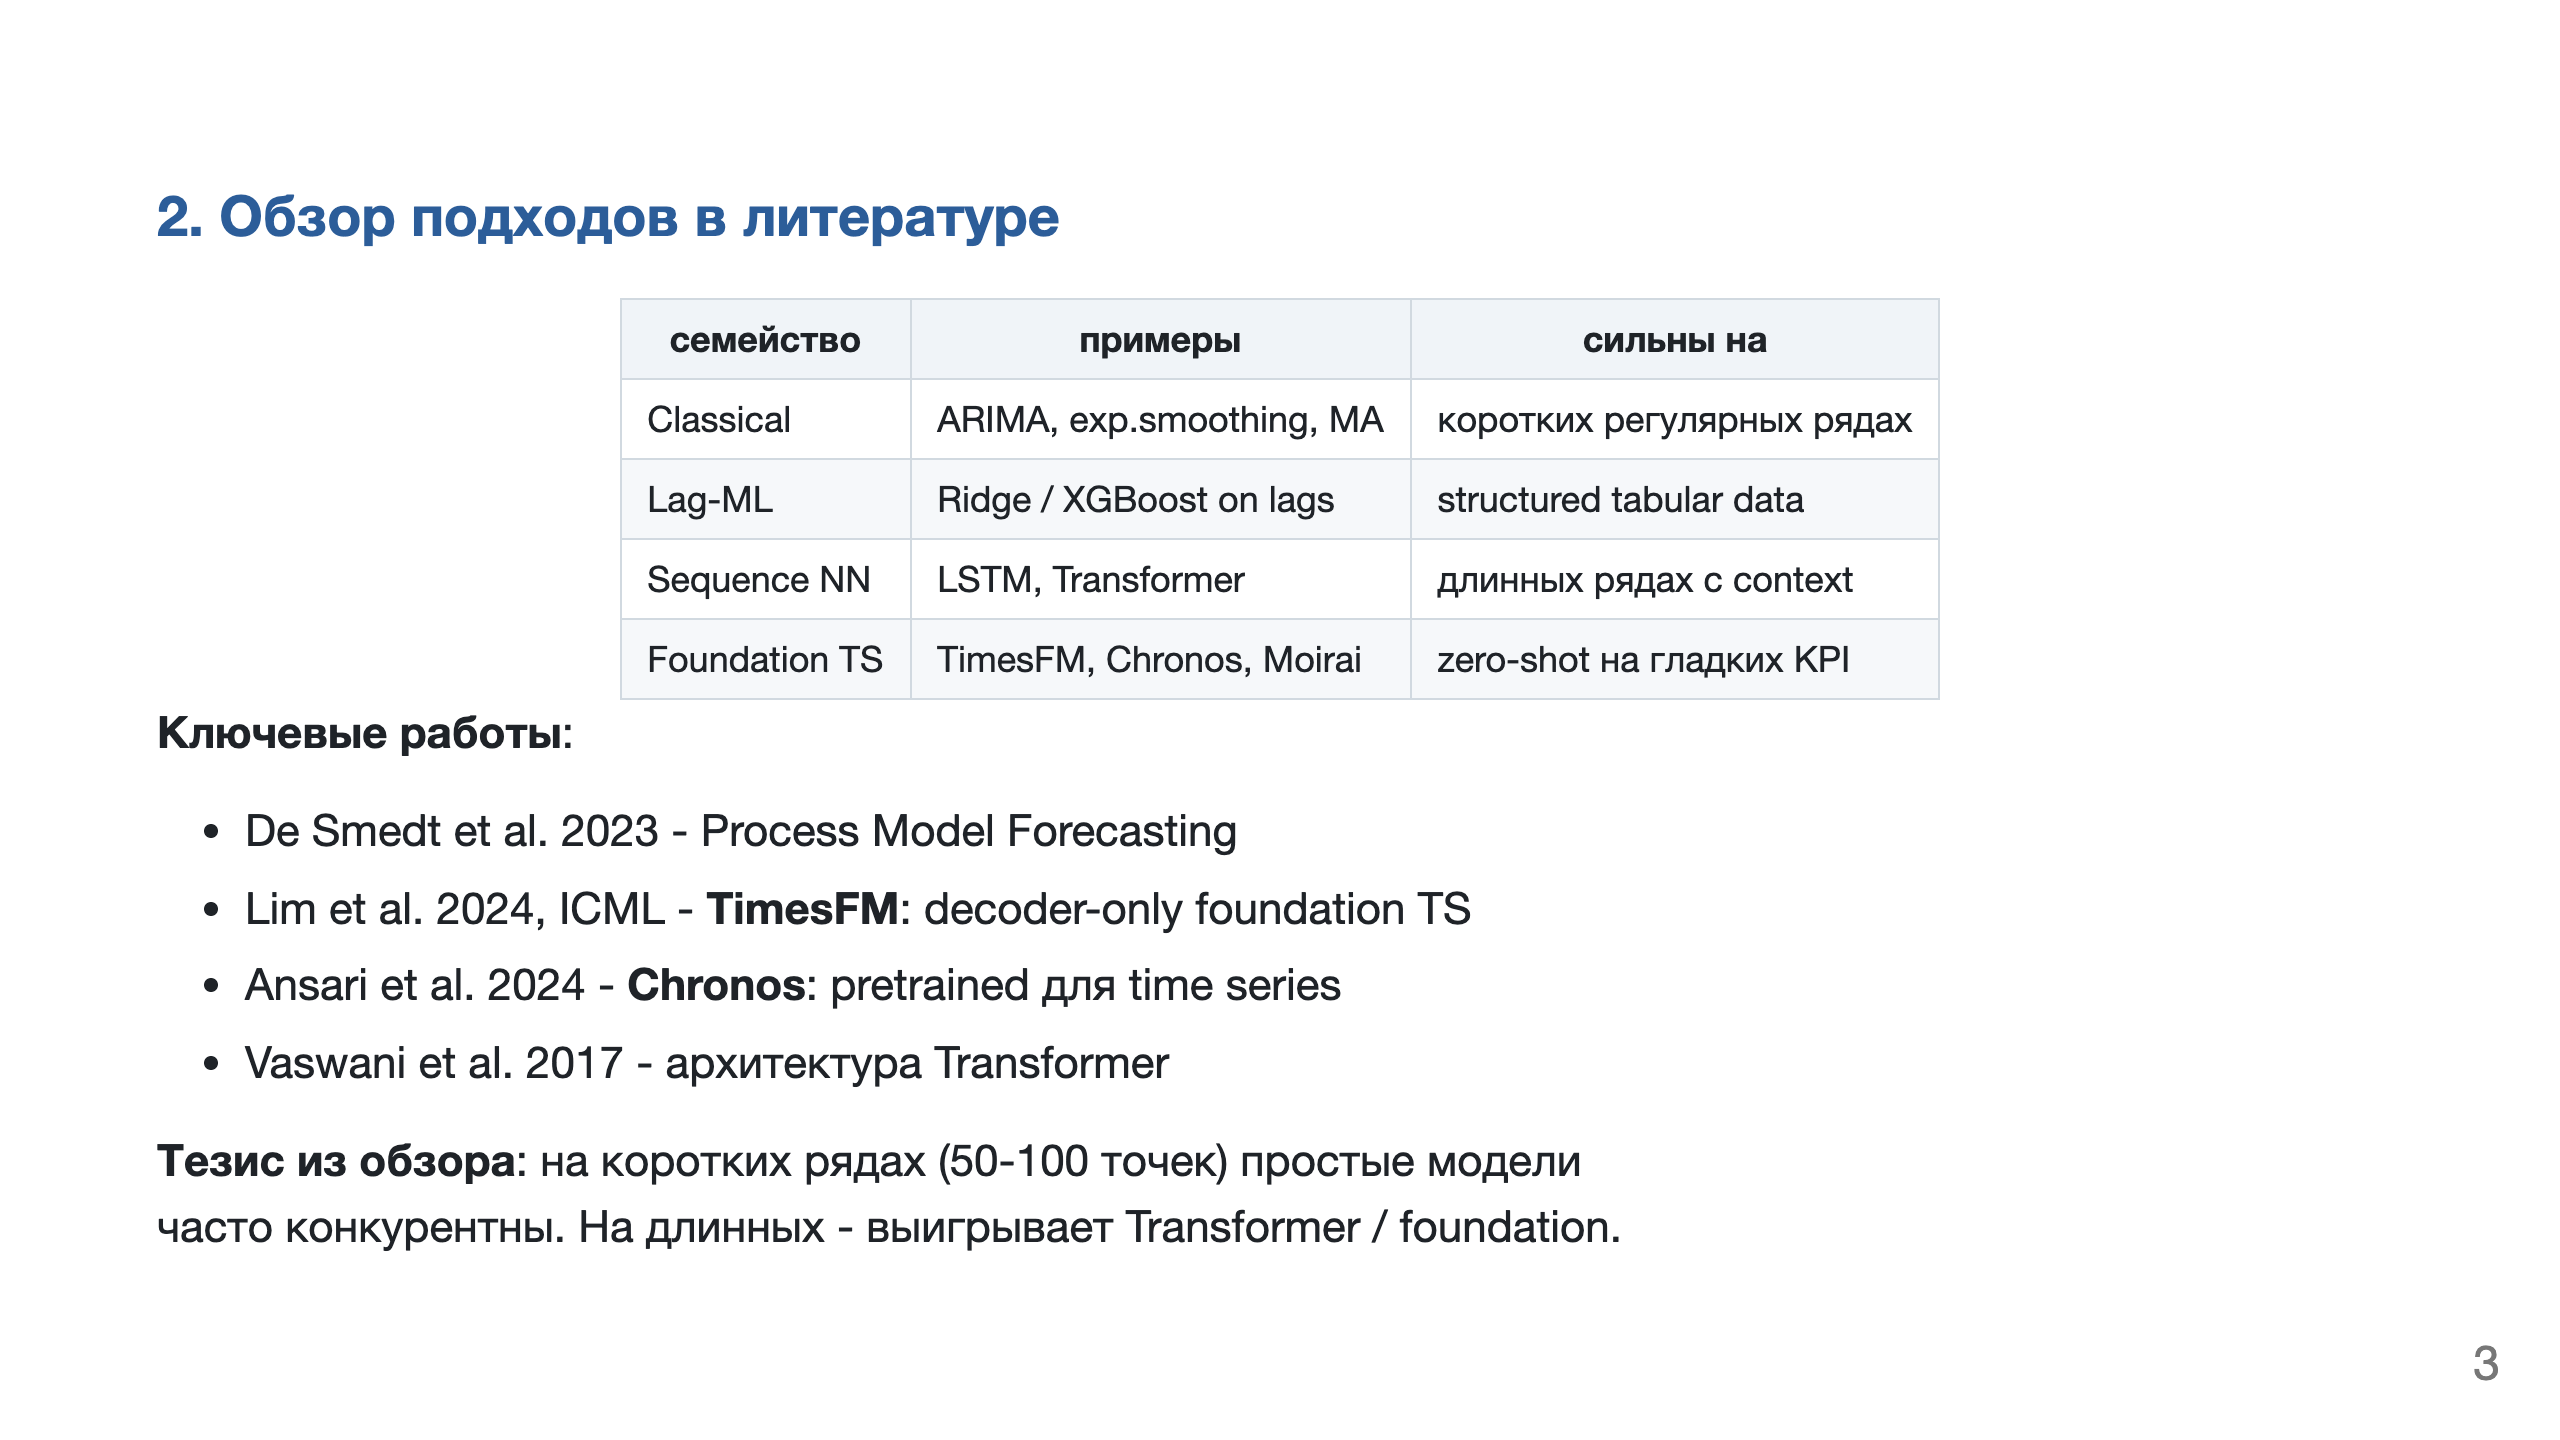 2. Обзор подходов в литературе
семейство примеры сильны на
Classical ARIMA, exp.smoothing, MA коротких регулярных рядах
Lag-ML Ridge / XGBoost on lags structured tabular data
Sequence NN LSTM, Transformer длинных рядах с context
Foundation TS TimesFM, Chronos, Moirai zero-shot на гладких KPI
Ключевые работы:
• De Smedt et al. 2023 - Process Model Forecasting
• Lim et al. 2024, ICML - TimesFM: decoder-only foundation TS
• Ansari et al. 2024 - Chronos: pretrained для time series
• Vaswani et al. 2017 - архитектура Transformer
Тезис из обзора: на коротких рядах (50-100 точек) простые модели
часто конкурентны. На длинных - выигрывает Transformer / foundation.
3